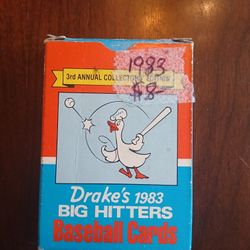 3rd ANNUAL COLLECTORS' EDITION
1983
$8-
Drake's 1983
BIG HITTERS
Baseball Cards